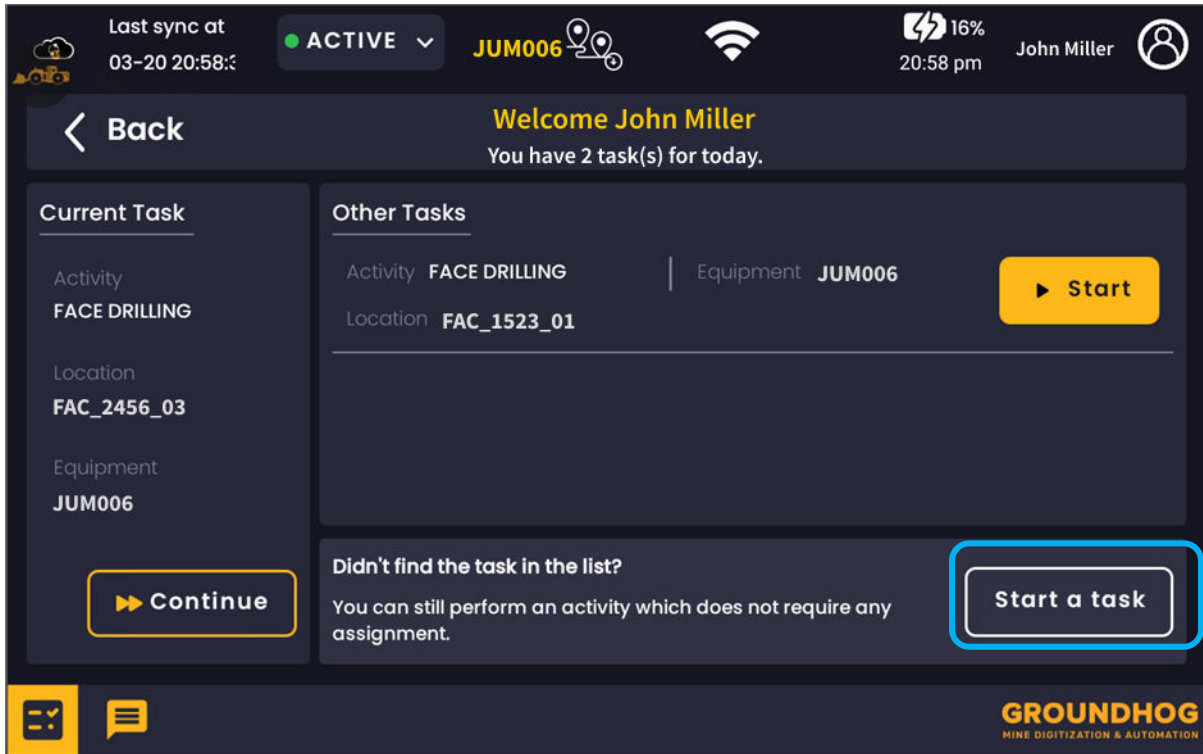 Last sync at
03-20 20:58:3
ACTIVE
JUM006
16%
20:58 pm
John Miller
Back
Welcome John Miller
You have 2 task(s) for today.
Current Task
Activity
FACE DRILLING
Location
FAC_2456_03
Equipment
JUM006
Continue
Other Tasks
Activity FACE DRILLING
Equipment JUM006
Start
Location FAC_1523_01
Didn't find the task in the list?
You can still perform an activity which does not require any
assignment.
Start a task
GROUNDHOG
MINE DIGITIZATION & AUTOMATION